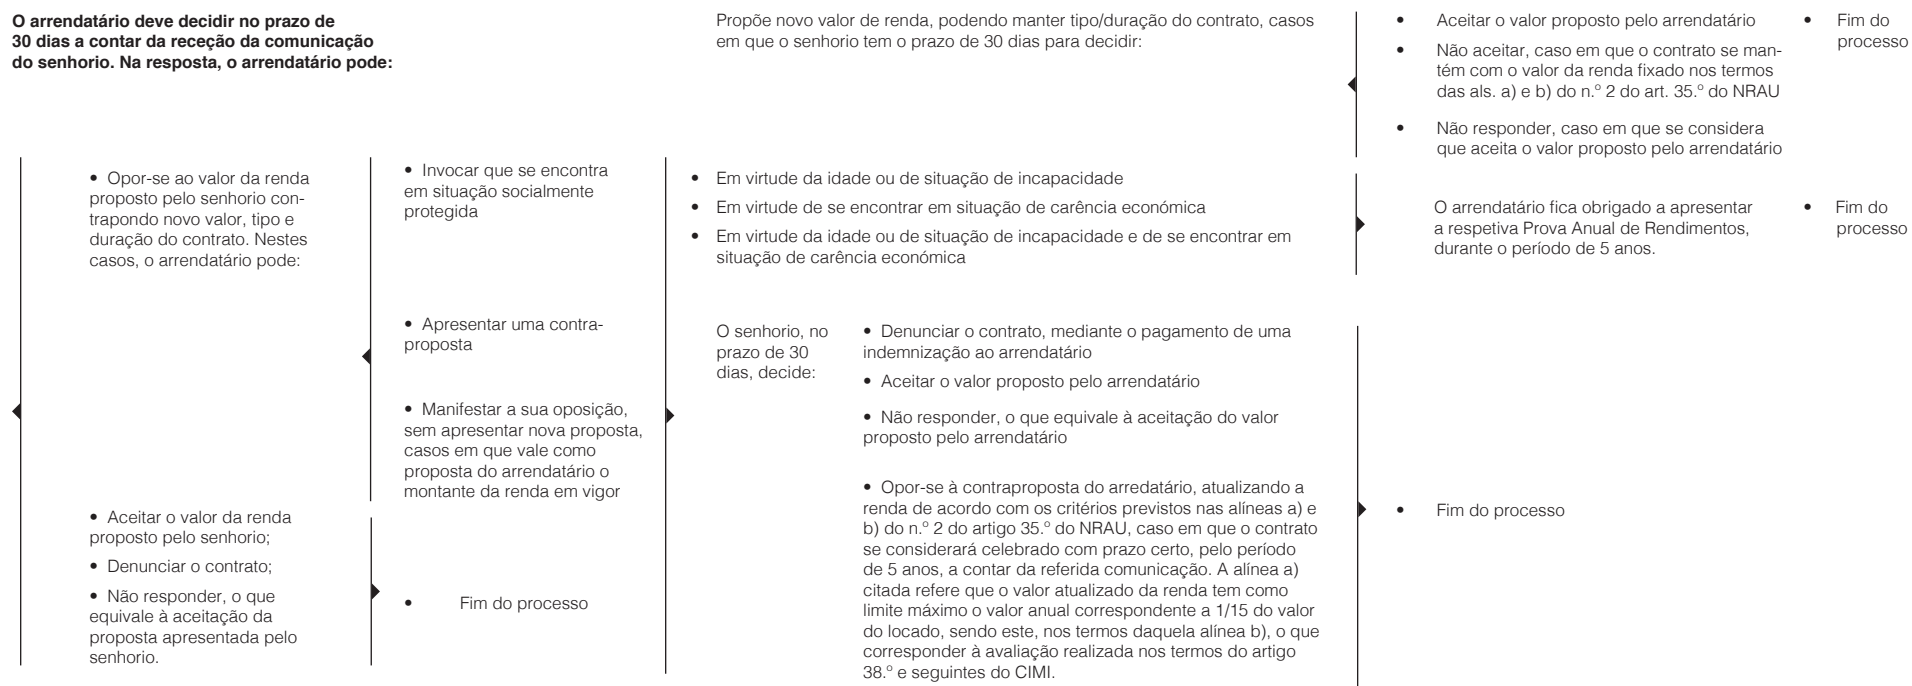 O arrendatário deve decidir no prazo de
30 dias a contar da receção da comunicação
do senhorio. Na resposta, o arrendatário pode:
• Opor-se ao valor da renda
proposto pelo senhorio con-
trapondo novo valor, tipo e
duração do contrato. Nestes
casos, o arrendatário pode:
• Aceitar o valor da renda
proposto pelo senhorio;
• Denunciar o contrato;
• Não responder, o que
equivale à aceitação da
proposta apresentada pelo
senhorio.
• Invocar que se encontra
em situação socialmente
protegida
• Apresentar uma contra-
proposta
• Manifestar a sua oposição,
sem apresentar nova proposta,
casos em que vale como
proposta do arrendatário o
montante da renda em vigor
• Fim do processo
Propõe novo valor de renda, podendo manter tipo/duração do contrato, casos
em que o senhorio tem o prazo de 30 dias para decidir:
• Em virtude da idade ou de situação de incapacidade
• Em virtude de se encontrar em situação de carência económica
• Em virtude da idade ou de situação de incapacidade e de se encontrar em
situação de carência económica
O senhorio, no
prazo de 30
dias, decide:
• Denunciar o contrato, mediante o pagamento de uma
indemnização ao arrendatário
• Aceitar o valor proposto pelo arrendatário
• Não responder, o que equivale à aceitação do valor
proposto pelo arrendatário
• Opor-se à contraproposta do arredatário, atualizando a
renda de acordo com os critérios previstos nas alíneas a) e
b) do n.º 2 do artigo 35.º do NRAU, caso em que o contrato
se considerará celebrado com prazo certo, pelo período
de 5 anos, a contar da referida comunicação. A alínea a)
citada refere que o valor atualizado da renda tem como
limite máximo o valor anual correspondente a 1/15 do valor
do locado, sendo este, nos termos daquela alínea b), o que
corresponder à avaliação realizada nos termos do artigo
38.º e seguintes do CIMI.
• Aceitar o valor proposto pelo arrendatário
• Não aceitar, caso em que o contrato se man-
tém com o valor da renda fixado nos termos
das als. a) e b) do n.º 2 do art. 35.º do NRAU
• Não responder, caso em que se considera
que aceita o valor proposto pelo arrendatário
• Fim do
processo
O arrendatário fica obrigado a apresentar
a respetiva Prova Anual de Rendimentos,
durante o período de 5 anos.
• Fim do
processo
• Fim do processo